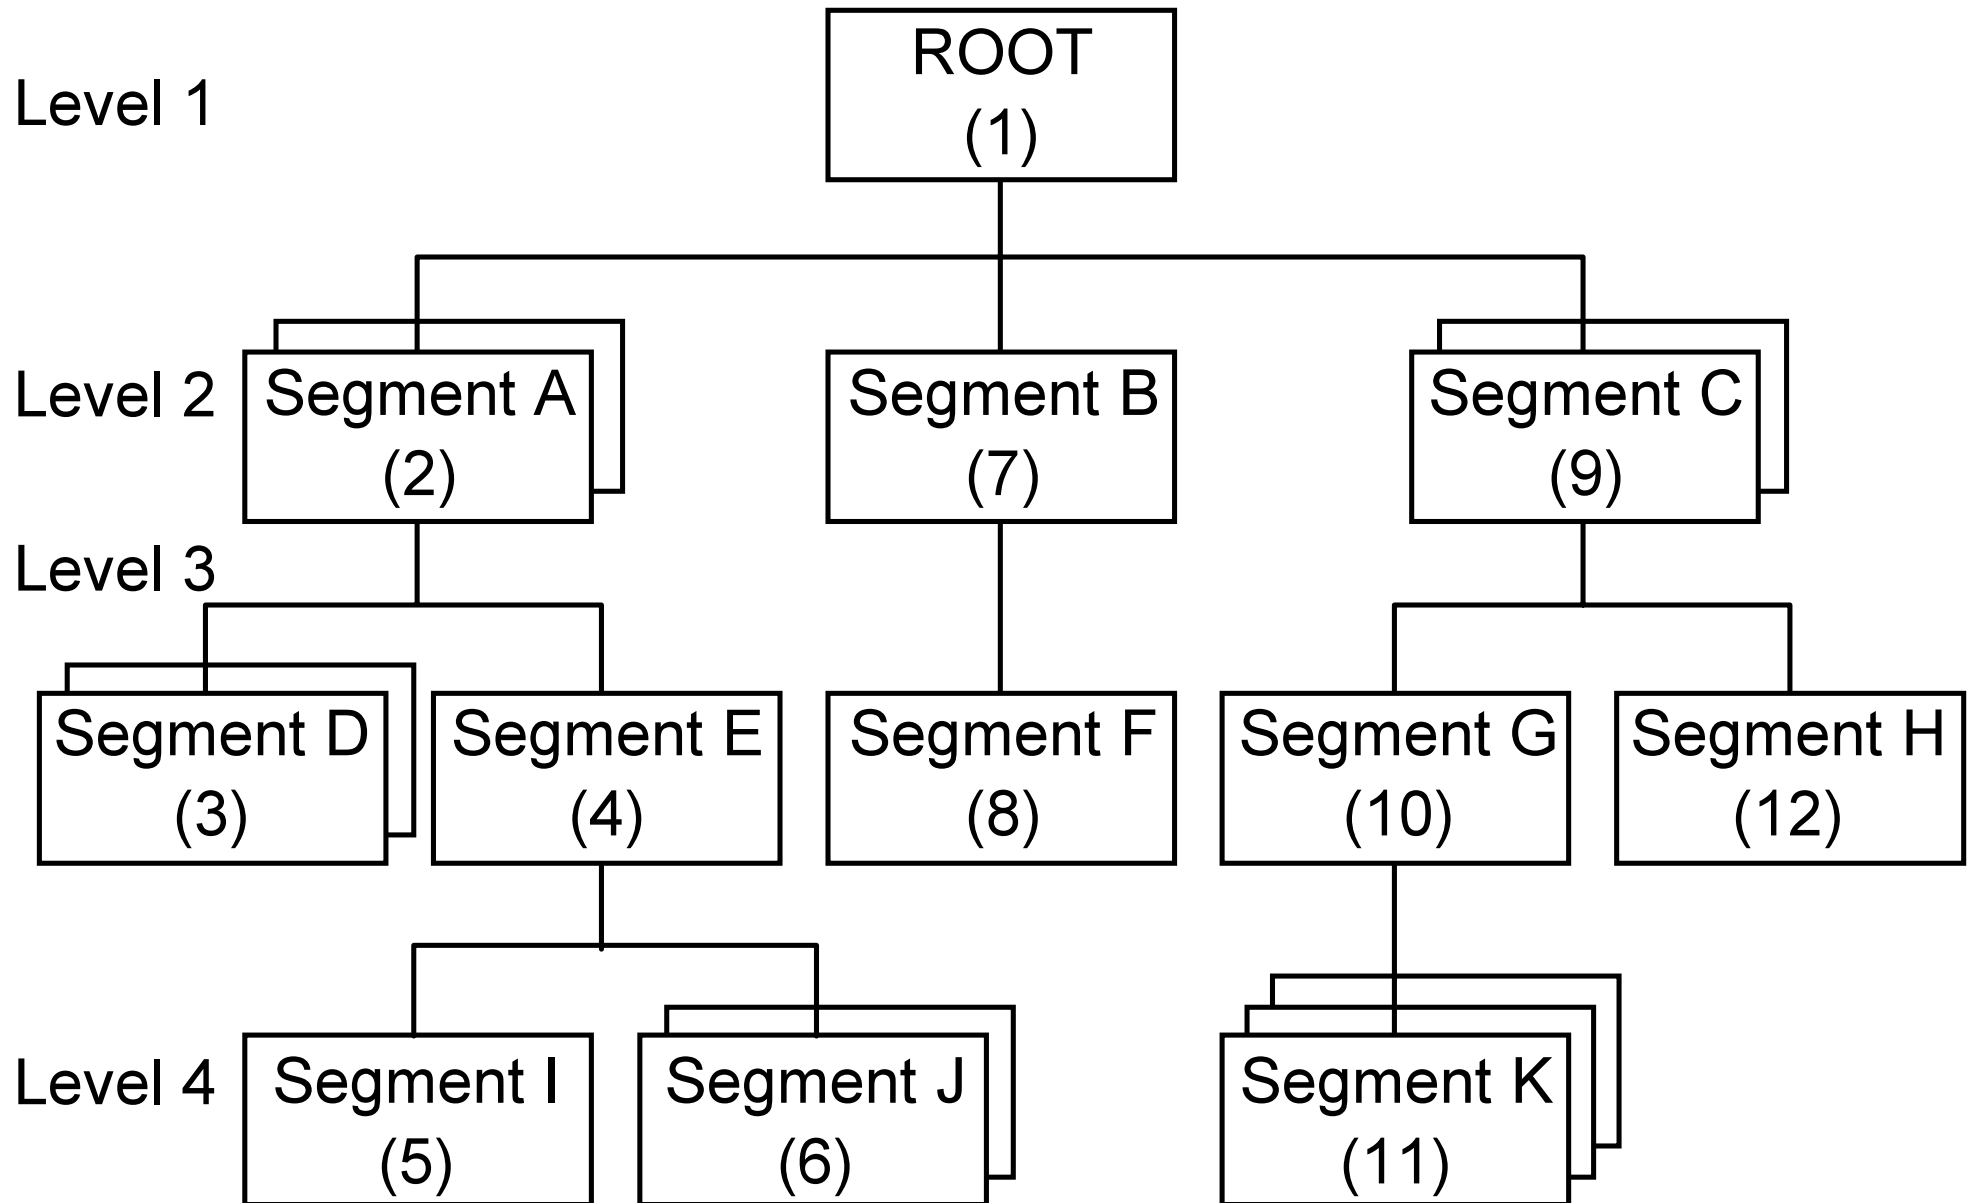 ROOT
(1)
Level 1
Level 2
Segment A
(2)
Segment B
(7)
Segment C
(9)
Level 3
Segment D
(3)
Segment E
(4)
Segment F
(8)
Segment G
(10)
Segment H
(12)
Level 4
Segment I
(5)
Segment J
(6)
Segment K
(11)